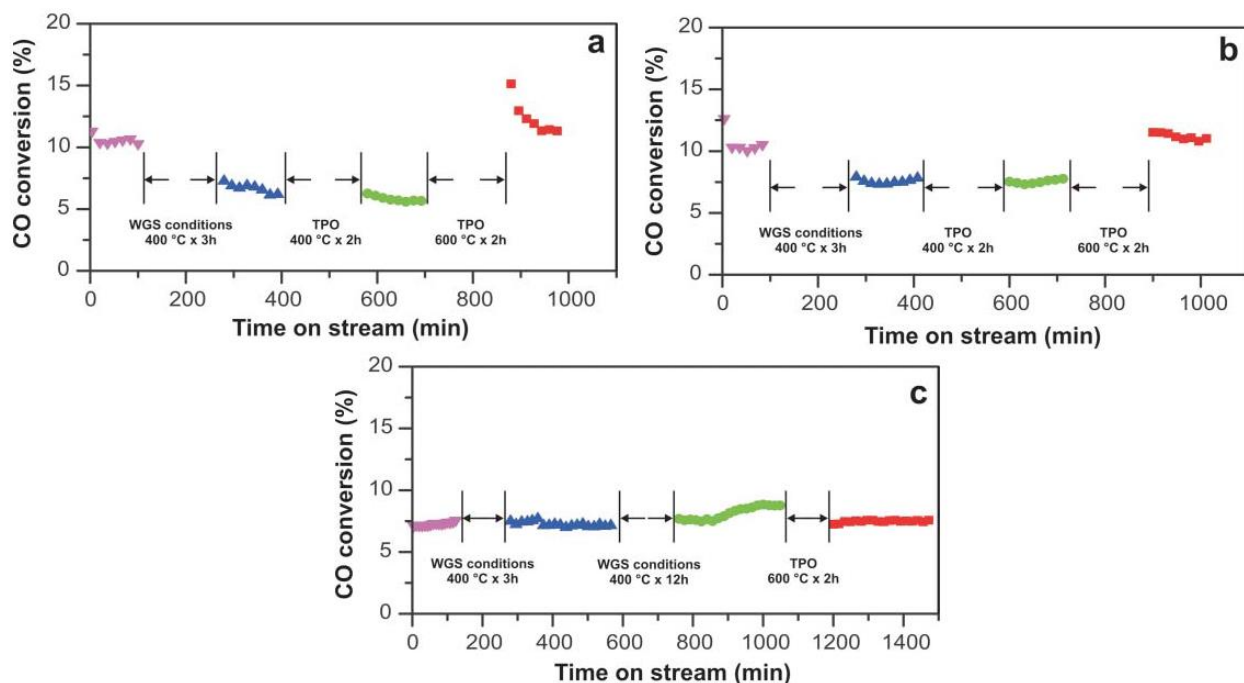 a
CO conversion (%)
20
15
10
5
0
WGS conditions
400 °C x 3h
TPO
400 °C x 2h
TPO
600 °C x 2h
0 200 400 600 800 1000
Time on stream (min)
b
CO conversion (%)
20
15
10
5
0
WGS conditions
400 °C x 3h
TPO
400 °C x 2h
TPO
600 °C x 2h
0 200 400 600 800 1000
Time on stream (min)
c
CO conversion (%)
20
15
10
5
0
WGS conditions
400 °C x 3h
WGS conditions
400 °C x 12h
TPO
600 °C x 2h
0 200 400 600 800 1000 1200 1400
Time on stream (min)